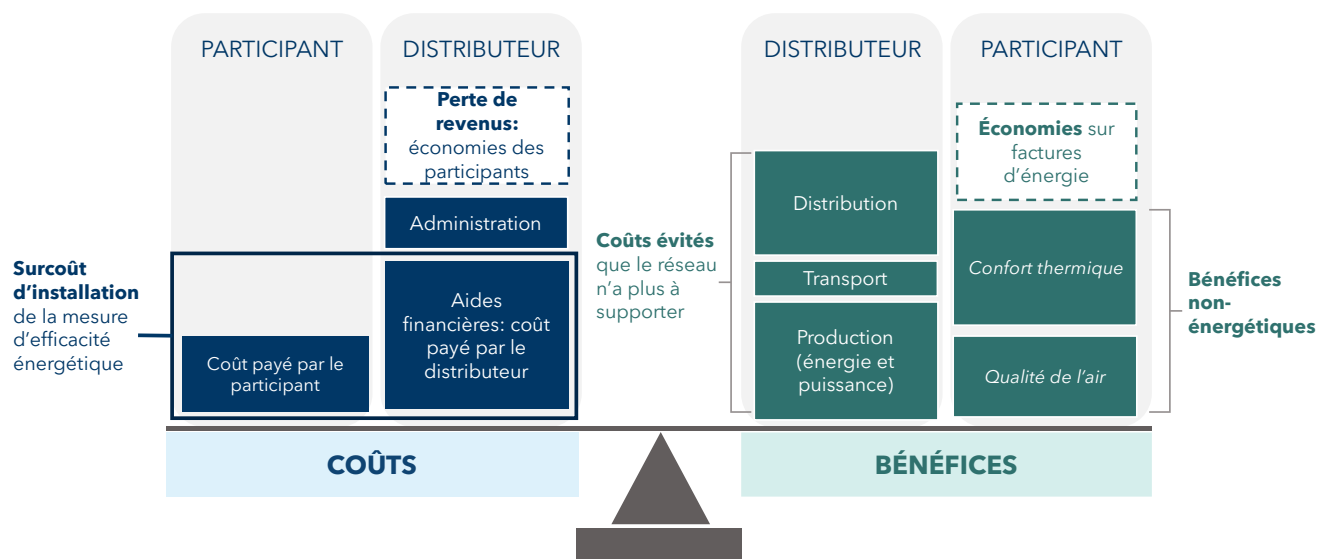 PARTICIPANT
DISTRIBUTEUR
Perte de
revenus:
économies des
participants
Administration
Surcoût
d’installation
de la mesure
d’efficacité
énergétique
Coût payé par le
participant
Aides
financières: coût
payé par le
distributeur
COÛTS
DISTRIBUTEUR
PARTICIPANT
Coûts évités
que le réseau
n’a plus à
supporter
Distribution
Transport
Production
(énergie et
puissance)
Économies sur
factures
d’énergie
Confort thermique
Qualité de l’air
Bénéfices
non-
énergétiques
BÉNÉFICES